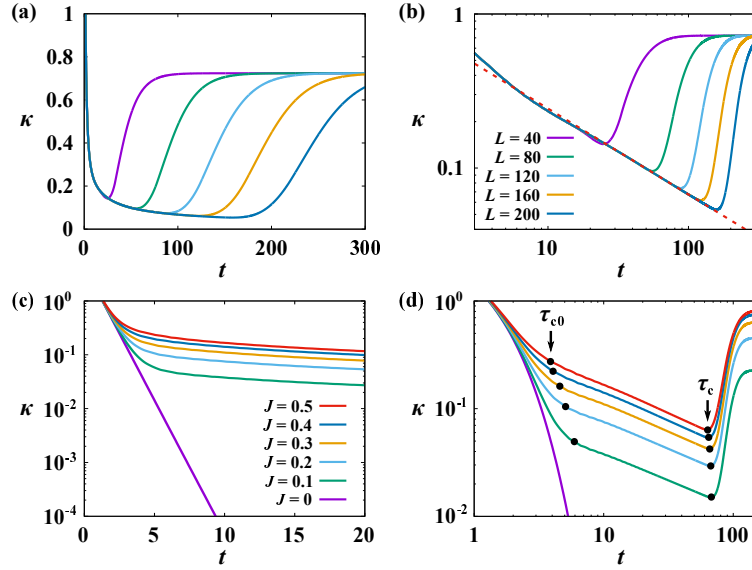 (a)
1
0.8
0.6
0.4
0.2
0
κ
0
100
200
300
t
(b)
1
0.1
κ
L = 40
L = 80
L = 120
L = 160
L = 200
10
100
t
(c)
10^0
10^-1
10^-2
10^-3
10^-4
κ
J = 0.5
J = 0.4
J = 0.3
J = 0.2
J = 0.1
J = 0
0
5
10
15
20
t
(d)
10^0
10^-1
10^-2
κ
τc0
τc
1
10
100
t